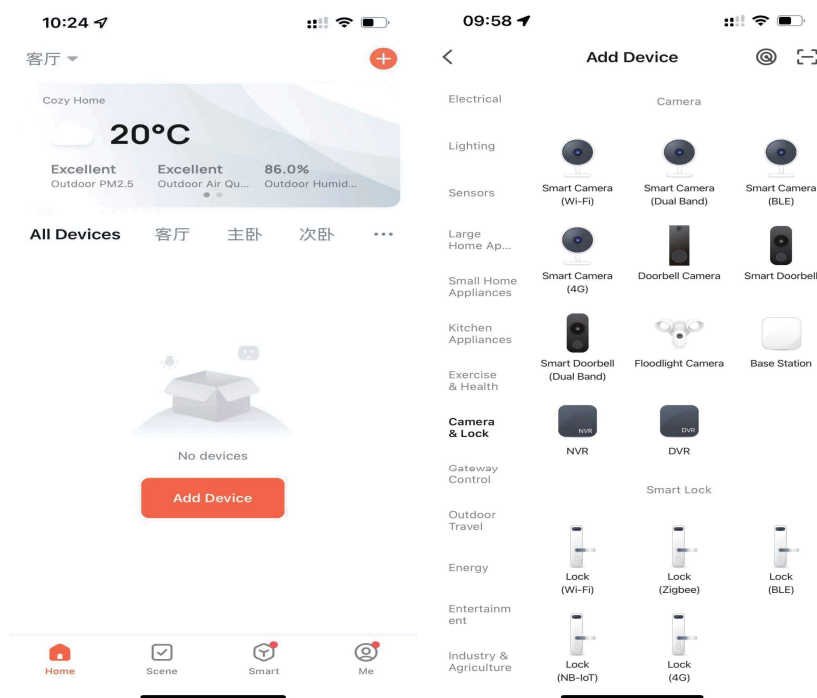 10:24
客厅
Cozy Home
20°C
Excellent
Outdoor PM2.5
Excellent
Outdoor Air Qu...
86.0%
Outdoor Humid...
All Devices 客厅 主卧 次卧 ...
No devices
Add Device
Home Scene Smart Me
09:58
Add Device
Electrical
Lighting
Sensors
Large
Home Ap...
Small Home
Appliances
Kitchen
Appliances
Exercise
& Health
Camera
& Lock
Gateway
Control
Outdoor
Travel
Energy
Entertainm
ent
Industry &
Agriculture
Camera
Smart Camera
(Wi-Fi)
Smart Camera
(Dual Band)
Smart Camera
(BLE)
Smart Camera
(4G)
Doorbell Camera
Smart Doorbell
Smart Doorbell
(Dual Band)
Floodlight Camera
Base Station
NVR
NVR
DVR
DVR
Smart Lock
Lock
(Wi-Fi)
Lock
(Zigbee)
Lock
(BLE)
Lock
(NB-IoT)
Lock
(4G)